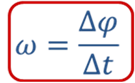 ω = Δφ / Δt